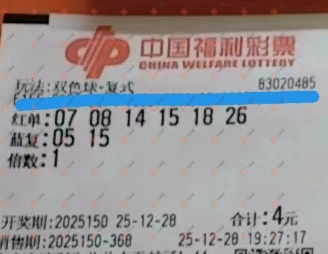 中国福利彩票
CHINA WELFARE LOTTERY
玩法:双色球-复式 83020485
红单:07 08 14 15 18 26
蓝复:05 15
倍数:1
开奖期:2025150 25-12-28 合计:4元
销售期:2025150-368 25-12-28 19:27:17